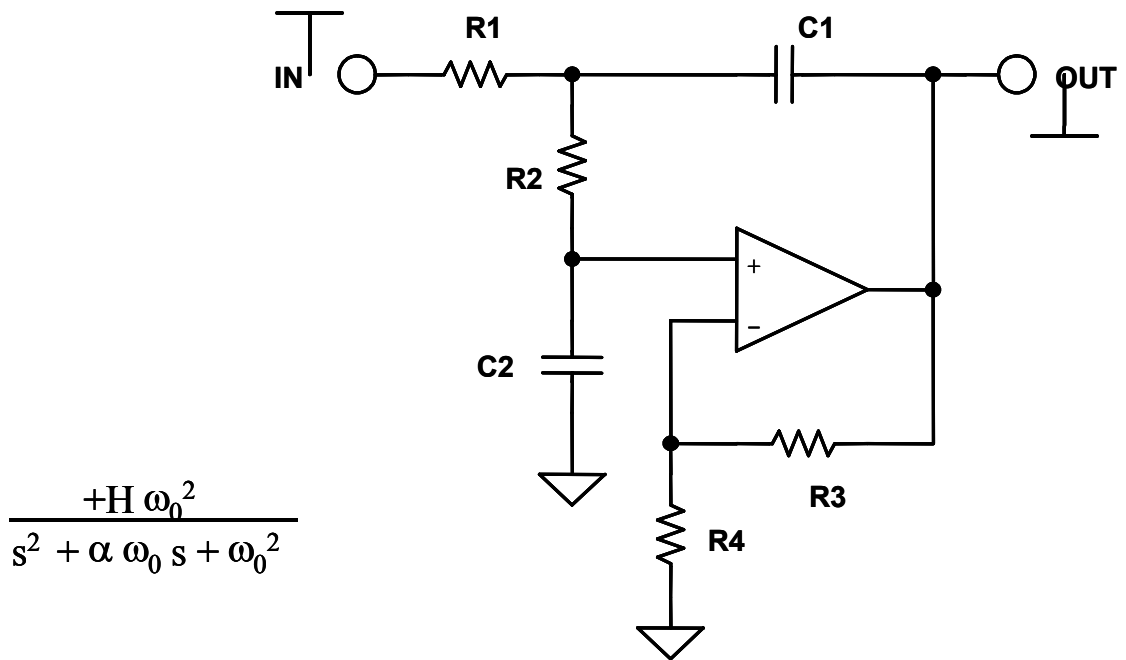 R1 C1
IN OUT
R2
+
−
C2
R3
R4
+H ω₀²
s² + α ω₀ s + ω₀²